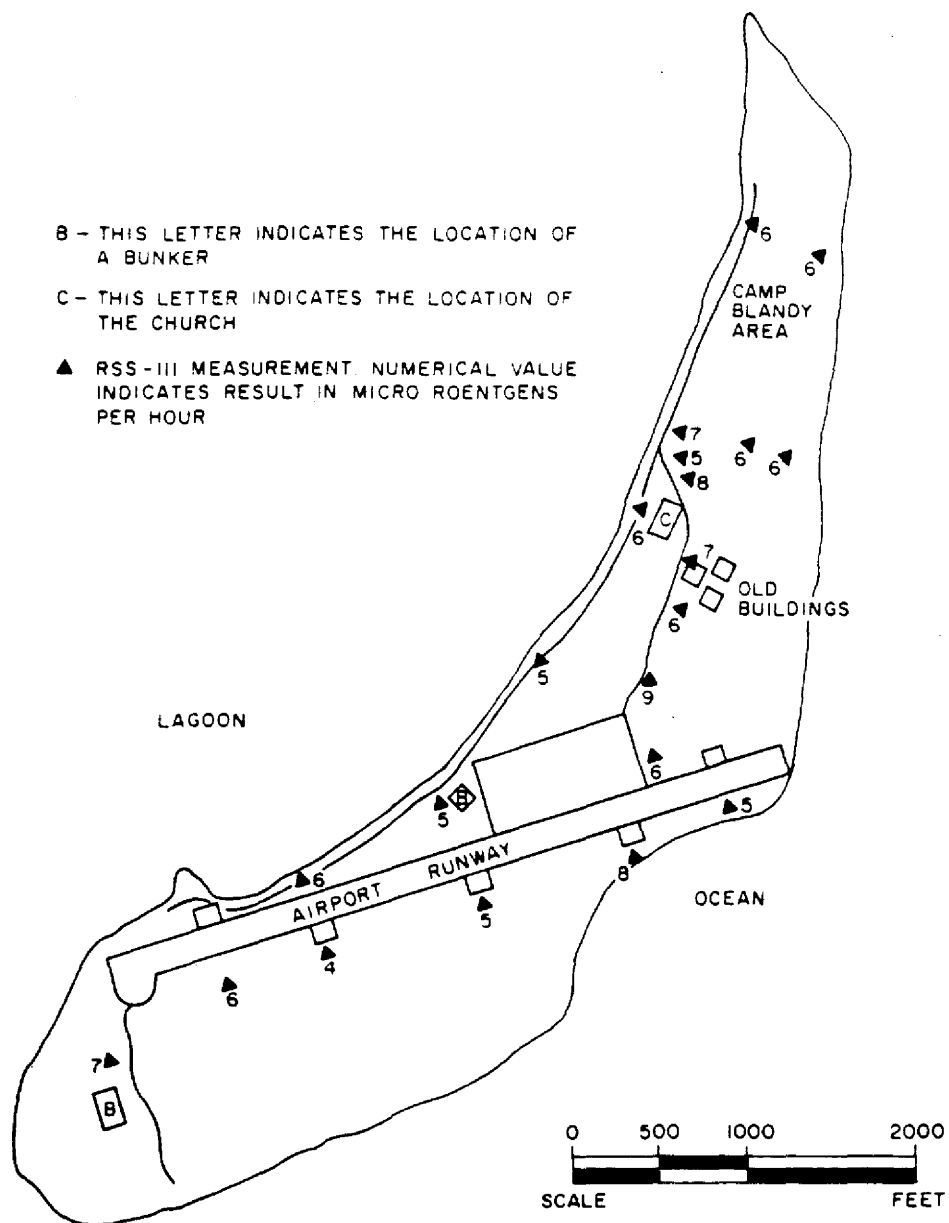 B - THIS LETTER INDICATES THE LOCATION OF
A BUNKER
C - THIS LETTER INDICATES THE LOCATION OF
THE CHURCH
▲ RSS-III MEASUREMENT. NUMERICAL VALUE
INDICATES RESULT IN MICRO ROENTGENS
PER HOUR
6
6
CAMP
BLANDY
AREA
7
5
6
6
8
6
C
7
OLD
BUILDINGS
6
5
9
LAGOON
6
B
5
5
8
6
AIRPORT RUNWAY
5
OCEAN
4
6
7
B
0 500 1000 2000
SCALE FEET